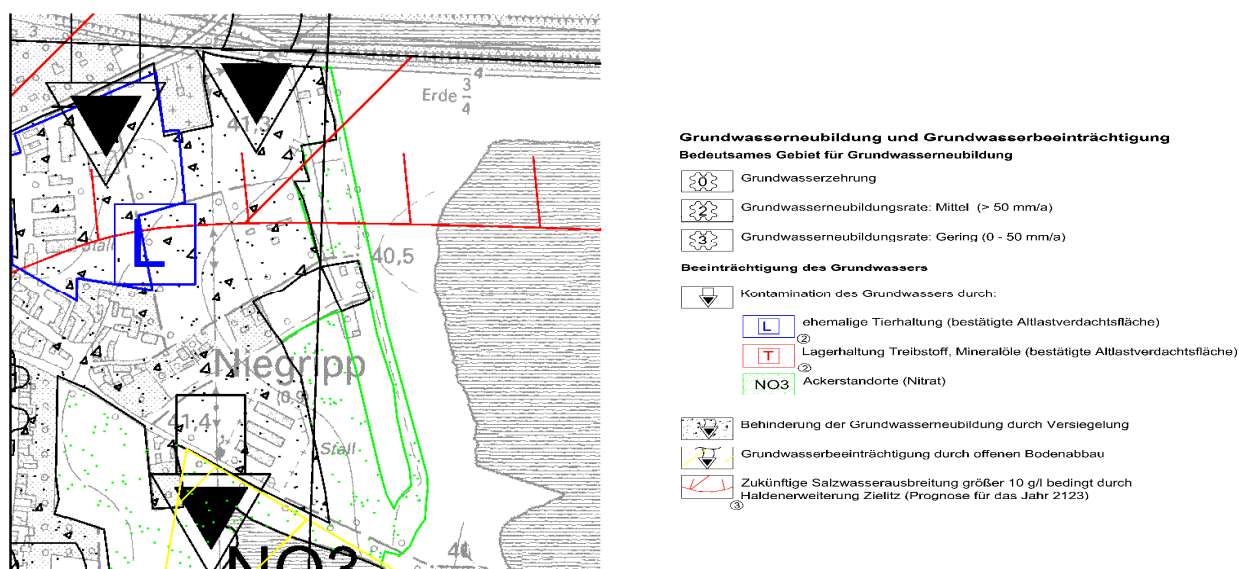 3
4
Erde 3/4
41,3
L
Stall
40,5
Niegripp
(0,9)
41.4
Stall
NO3
40
Grundwasserneubildung und Grundwasserbeeinträchtigung
Bedeutsames Gebiet für Grundwasserneubildung
0 Grundwasserzehrung
2 Grundwasserneubildungsrate: Mittel (> 50 mm/a)
3 Grundwasserneubildungsrate: Gering (0 - 50 mm/a)
Beeinträchtigung des Grundwassers
Kontamination des Grundwassers durch:
L ehemalige Tierhaltung (bestätigte Altlastverdachtsfläche)
②
T Lagerhaltung Treibstoff, Mineralöle (bestätigte Altlastverdachtsfläche)
②
NO3 Ackerstandorte (Nitrat)
Behinderung der Grundwasserneubildung durch Versiegelung
Grundwasserbeeinträchtigung durch offenen Bodenabbau
Zukünftige Salzwasserausbreitung größer 10 g/l bedingt durch
Haldenerweiterung Zielitz (Prognose für das Jahr 2123)
③